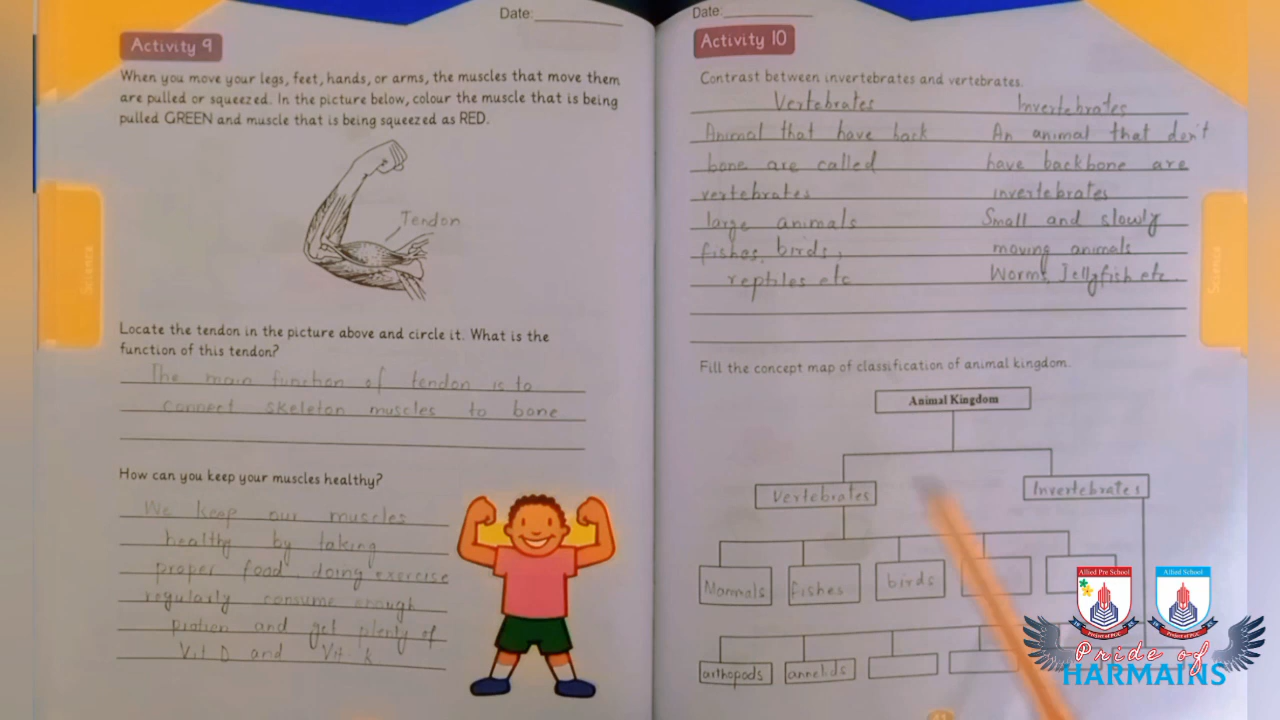 Date:
Activity 9
When you move your legs, feet, hands, or arms, the muscles that move them
are pulled or squeezed. In the picture below, colour the muscle that is being
pulled GREEN and muscle that is being squeezed as RED.
Tendon
Science
Locate the tendon in the picture above and circle it. What is the
function of this tendon?
The main function of tendon is to
connect skeleton muscles to bone
How can you keep your muscles healthy?
We keep our muscles
healthy by taking
proper food doing exercise
regularly consume enough
protien and get plenty of
Vit D and Vit. K
Date:
Activity 10
Contrast between invertebrates and vertebrates.
Vertebrates Invertebrates
Animal that have back An animal that don't
bone are called have backbone are
vertebrates invertebrates
large animals Small and slowly
fishes, birds, moving animals
reptiles etc Worms, Jellyfish etc.
Science
Fill the concept map of classification of animal kingdom.
Animal Kingdom
Vertebrates Invertebrates
Mammals fishes birds
arthopods annelids
Allied Pre School
Project of PGC
Allied School
Project of PGC
Pride of
HARMAINS